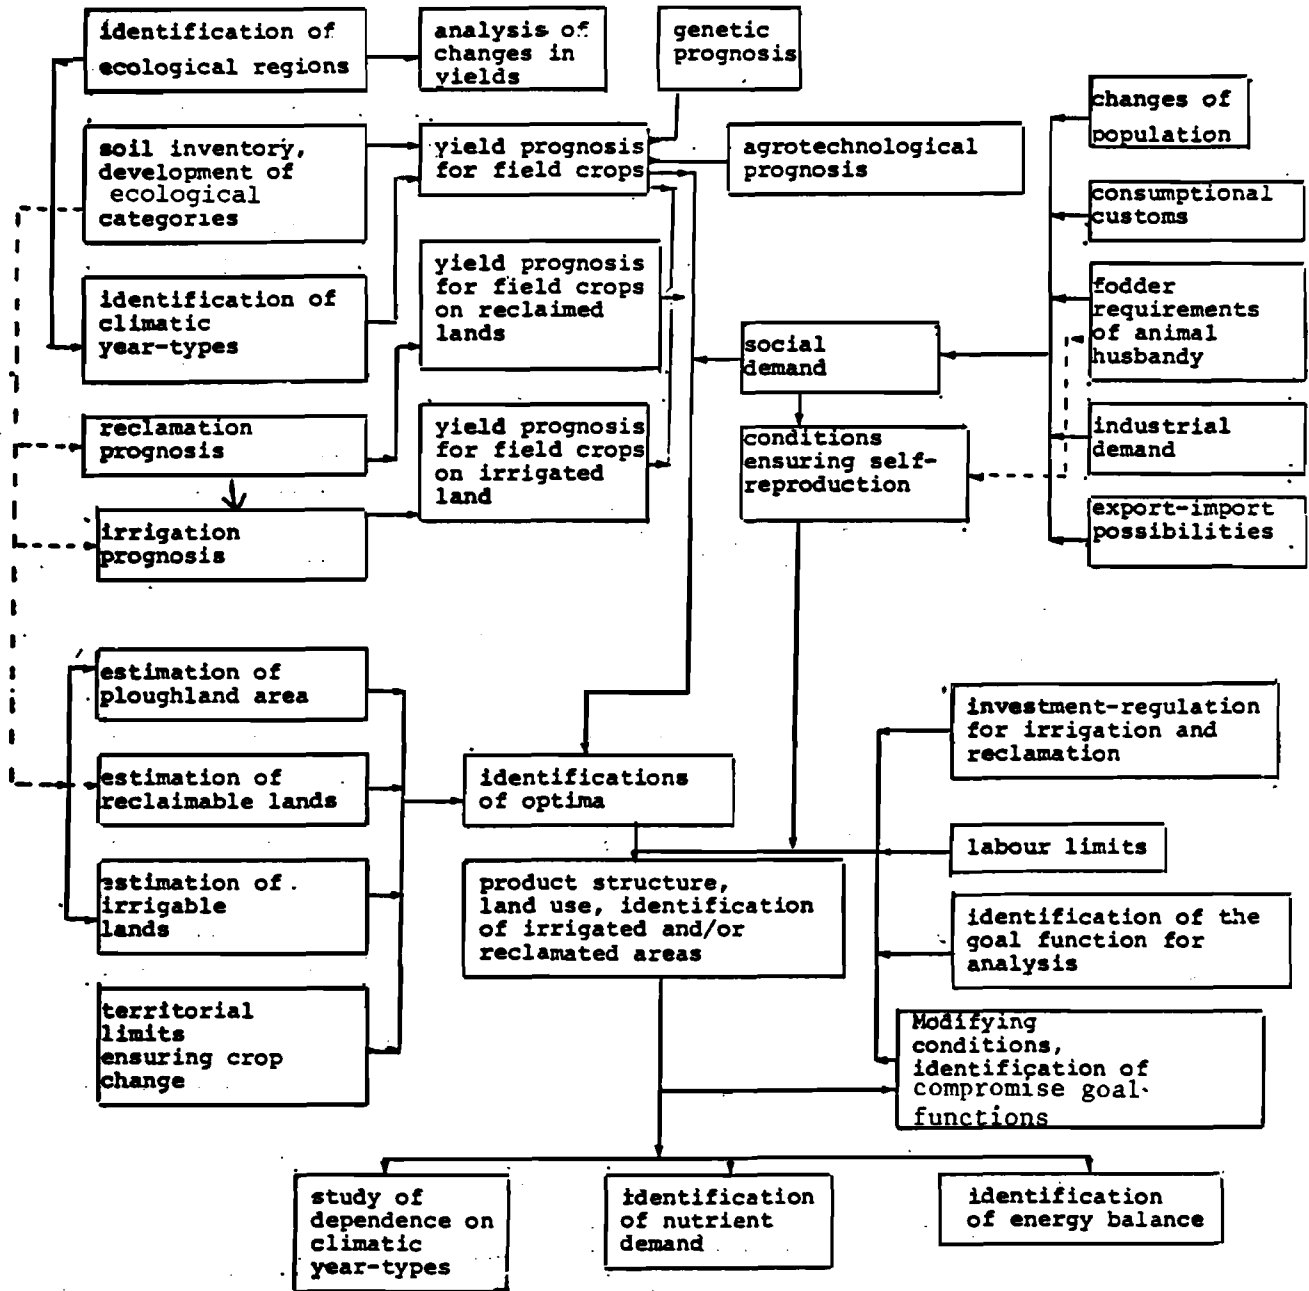 identification of
ecological regions
analysis of
changes in
yields
genetic
prognosis
changes of
population
soil inventory,
development of
ecological
categories
yield prognosis
for field crops
agrotechnological
prognosis
consumptional
customs
identification of
climatic
year-types
yield prognosis
for field crops
on reclaimed
lands
social
demand
fodder
requirements
of animal
husbandy
reclamation
prognosis
yield prognosis
for field crops
on irrigated
land
conditions
ensuring self-
reproduction
industrial
demand
irrigation
prognosis
export-import
possibilities
estimation of
ploughland area
estimation of
reclaimable lands
identifications
of optima
investment-regulation
for irrigation and
reclamation
labour limits
estimation of
irrigable
lands
product structure,
land use, identification
of irrigated and/or
reclamated areas
identification of the
goal function for
analysis
territorial
limits
ensuring crop
change
Modifying
conditions,
identification of
compromise goal-
functions
study of
dependence on
climatic
year-types
identification
of nutrient
demand
identification
of energy balance